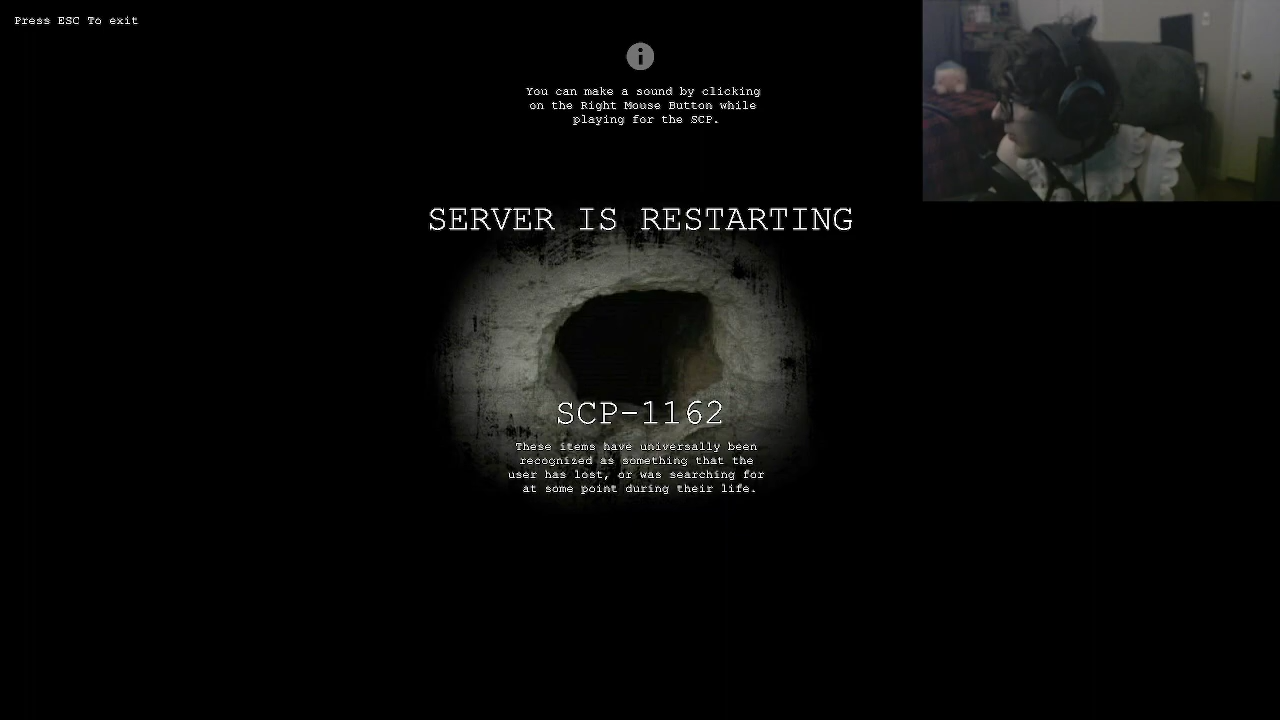 Press ESC To exit
You can make a sound by clicking
on the Right Mouse Button while
playing for the SCP.
SERVER IS RESTARTING
SCP-1162
These items have universally been
recognized as something that the
user has lost, or was searching for
at some point during their life.